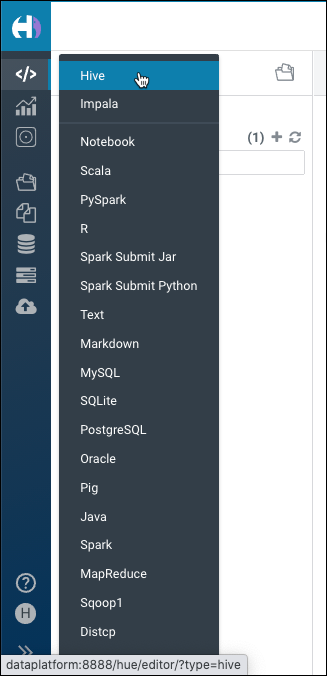 </>
Hive
Impala
(1)
Notebook
Scala
PySpark
R
Spark Submit Jar
Spark Submit Python
Text
Markdown
MySQL
SQLite
PostgreSQL
Oracle
Pig
Java
Spark
MapReduce
Sqoop1
Distcp
?
H
dataplatform:8888/hue/editor/?type=hive